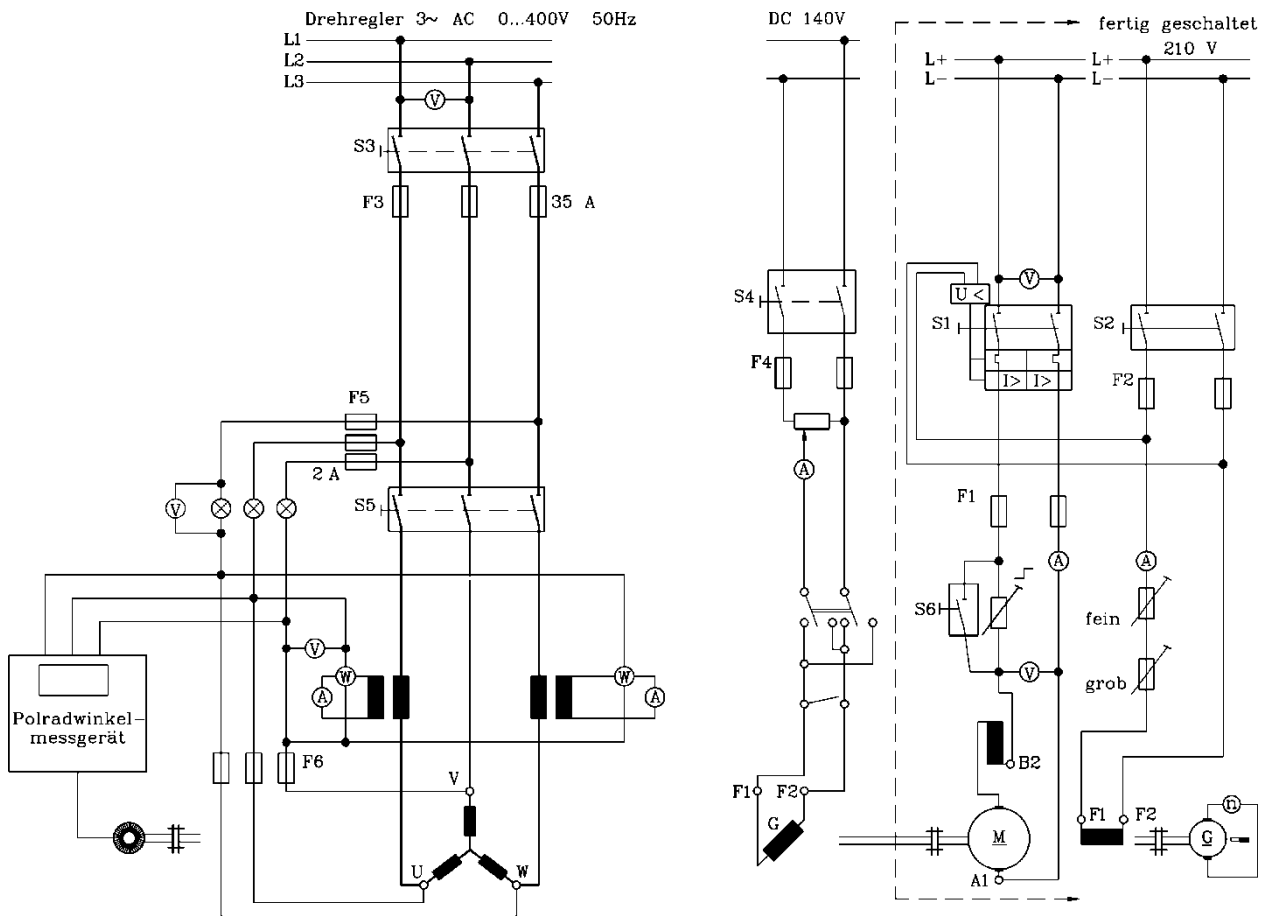 Drehregler 3~ AC 0...400V 50Hz
DC 140V
fertig geschaltet
210 V
L1
L2
L3
L+
L+
L-
L-
V
S3
F3
35 A
V
U <
S4
S1
S2
F4
I>
I>
F2
F5
2 A
A
V
S5
F1
A
A
S6
fein
V
W
W
V
A
A
grob
Polradwinkel-
messgerät
F6
B2
V
F1
F2
F1
F2
n
G
M
G
U
W
A1